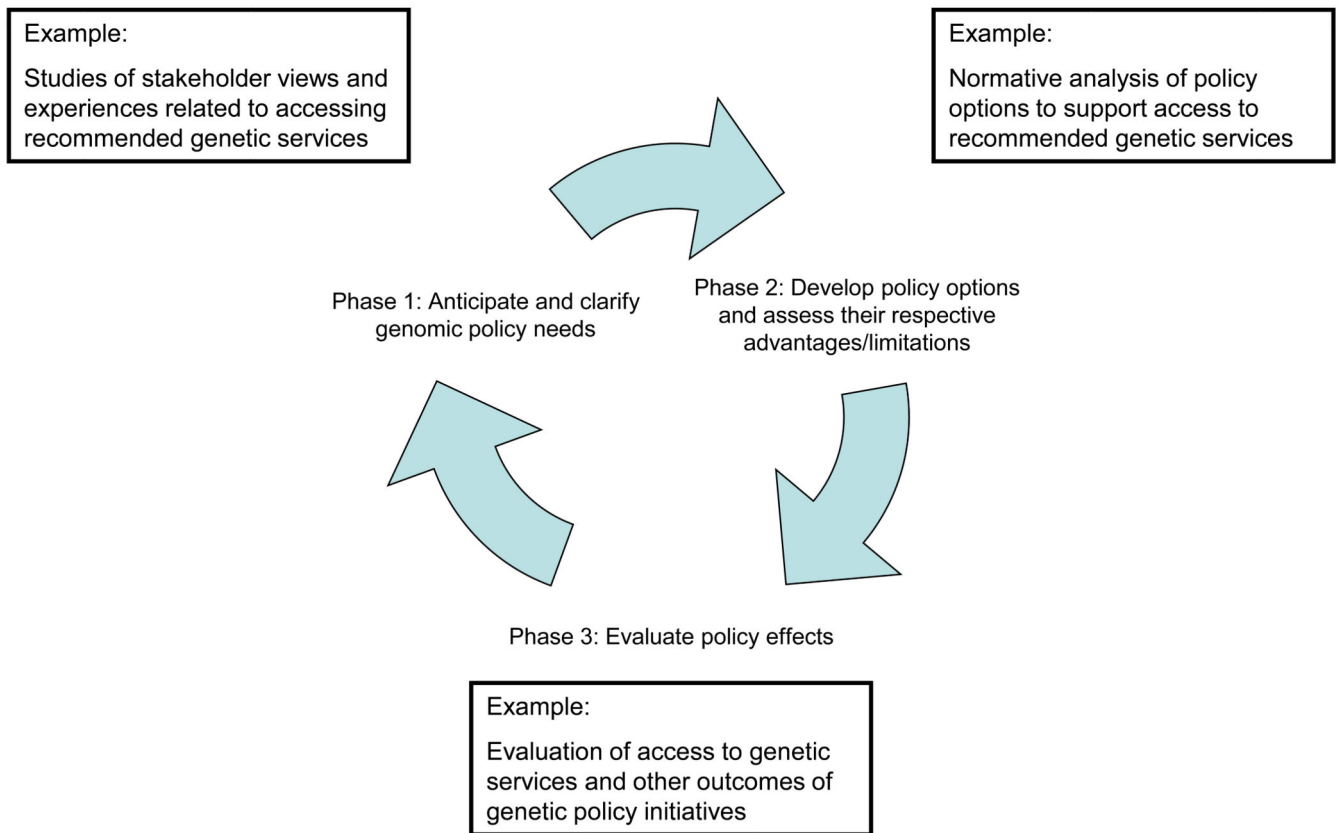 Example:
Studies of stakeholder views and
experiences related to accessing
recommended genetic services
Example:
Normative analysis of policy
options to support access to
recommended genetic services
Phase 1: Anticipate and clarify
genomic policy needs
Phase 2: Develop policy options
and assess their respective
advantages/limitations
Phase 3: Evaluate policy effects
Example:
Evaluation of access to genetic
services and other outcomes of
genetic policy initiatives